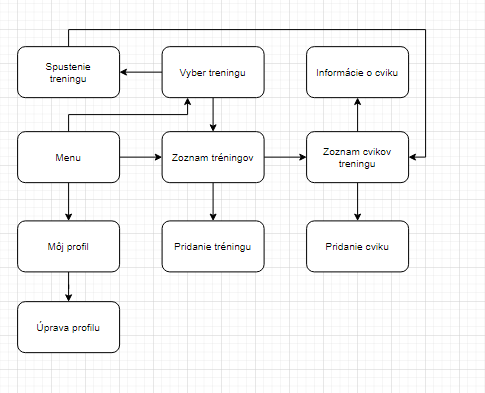 Spustenie
treningu
Vyber treningu
Informácie o cviku
Menu
Zoznam tréningov
Zoznam cvikov
treningu
Môj profil
Pridanie tréningu
Pridanie cviku
Úprava profilu